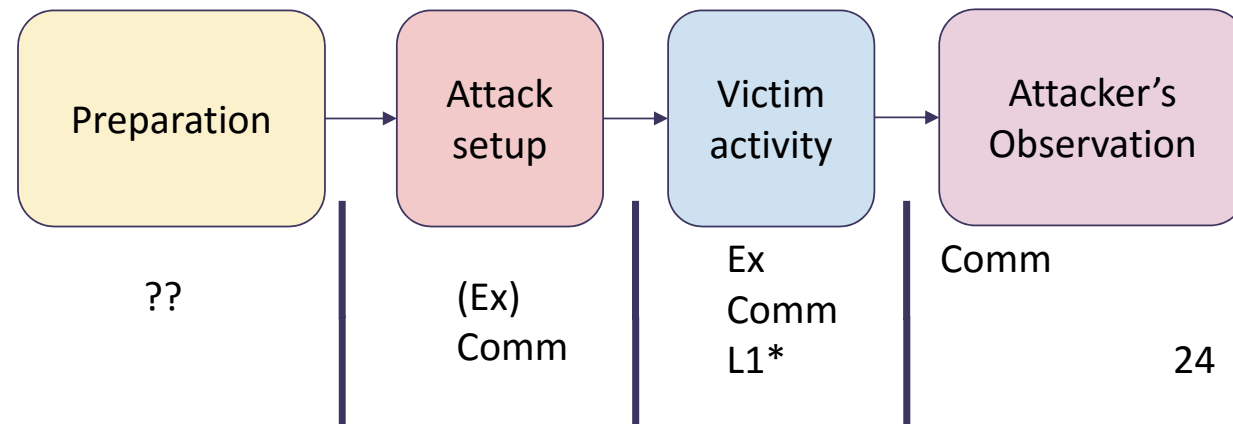 Preparation
Attack
setup
Victim
activity
Attacker’s
Observation
??
(Ex)
Comm
Ex
Comm
L1*
Comm
24